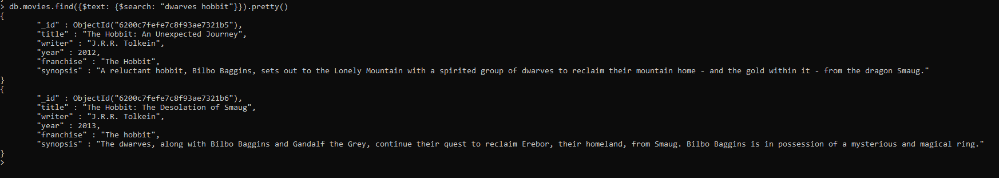 > db.movies.find({$text: {$search: "dwarves hobbit"}}).pretty()
{
"_id" : ObjectId("6200c7fefe7c8f93ae7321b5"),
"title" : "The Hobbit: An Unexpected Journey",
"writer" : "J.R.R. Tolkein",
"year" : 2012,
"franchise" : "The Hobbit",
"synopsis" : "A reluctant hobbit, Bilbo Baggins, sets out to the Lonely Mountain with a spirited group of dwarves to reclaim their mountain home - and the gold within it - from the dragon Smaug."
}
{
"_id" : ObjectId("6200c7fefe7c8f93ae7321b6"),
"title" : "The Hobbit: The Desolation of Smaug",
"writer" : "J.R.R. Tolkein",
"year" : 2013,
"franchise" : "The hobbit",
"synopsis" : "The dwarves, along with Bilbo Baggins and Gandalf the Grey, continue their quest to reclaim Erebor, their homeland, from Smaug. Bilbo Baggins is in possession of a mysterious and magical ring."
}
>